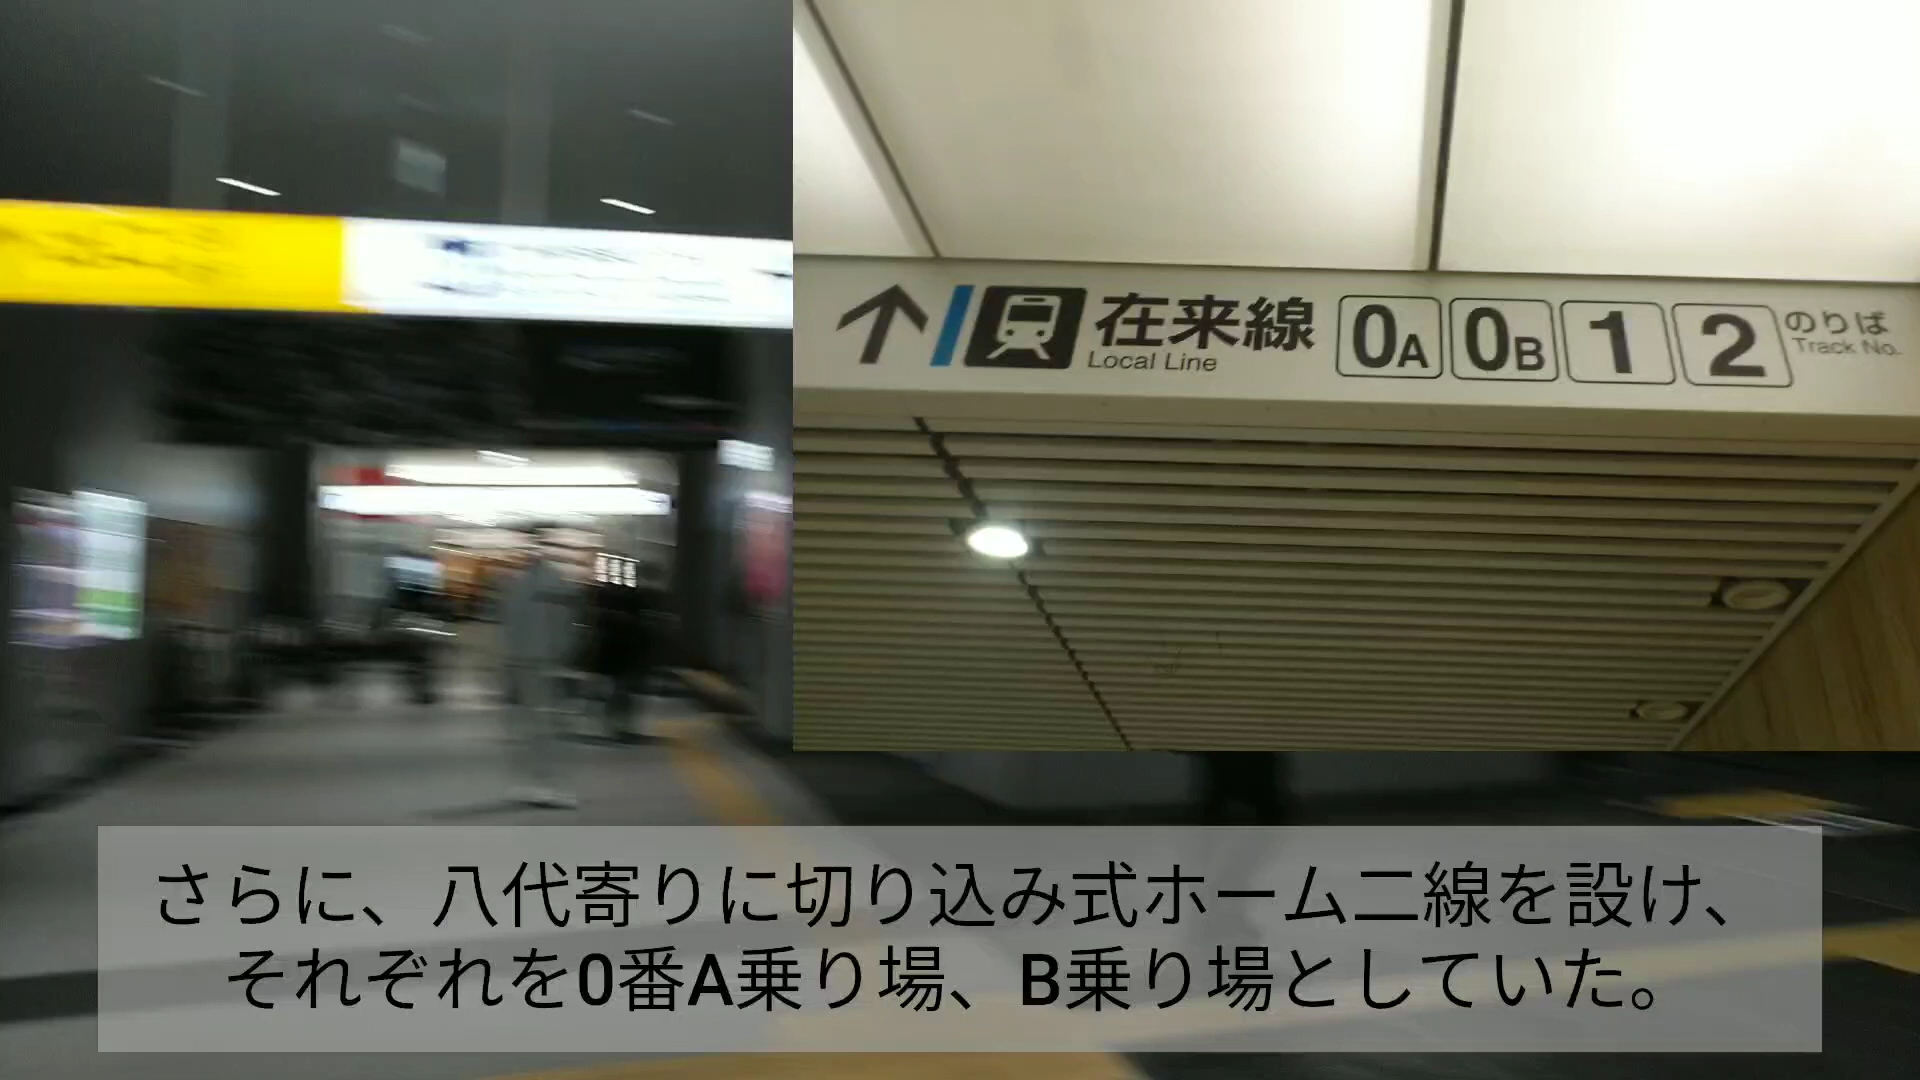 在来線 0A 0B 1 2 のりば
Local Line Track No.
さらに、八代寄りに切り込み式ホーム二線を設け、
それぞれを0番A乗り場、B乗り場としていた。